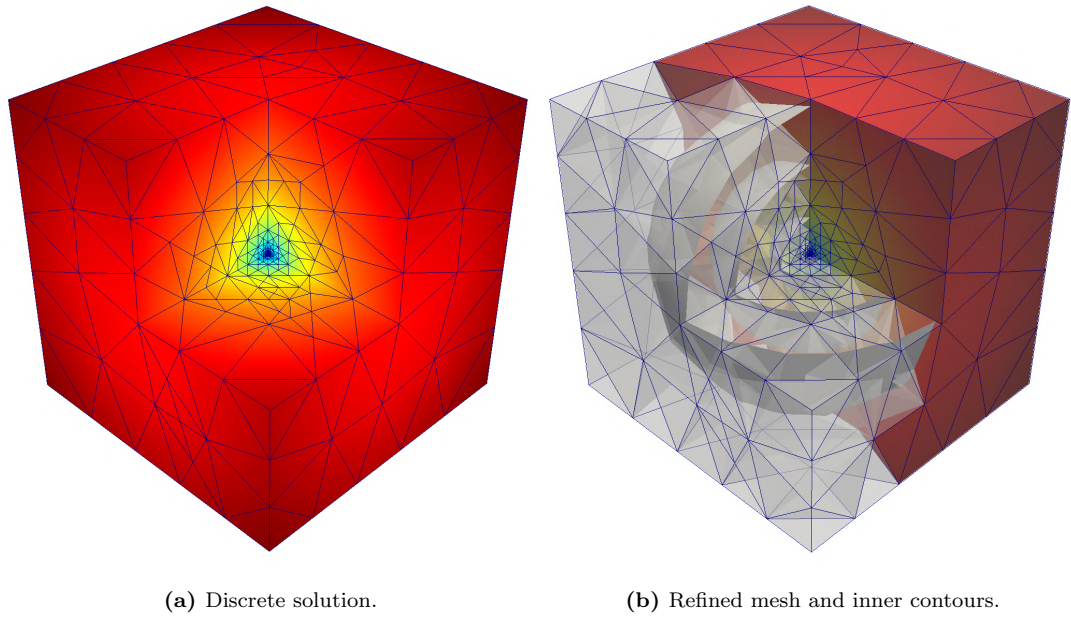 (a) Discrete solution.
(b) Refined mesh and inner contours.